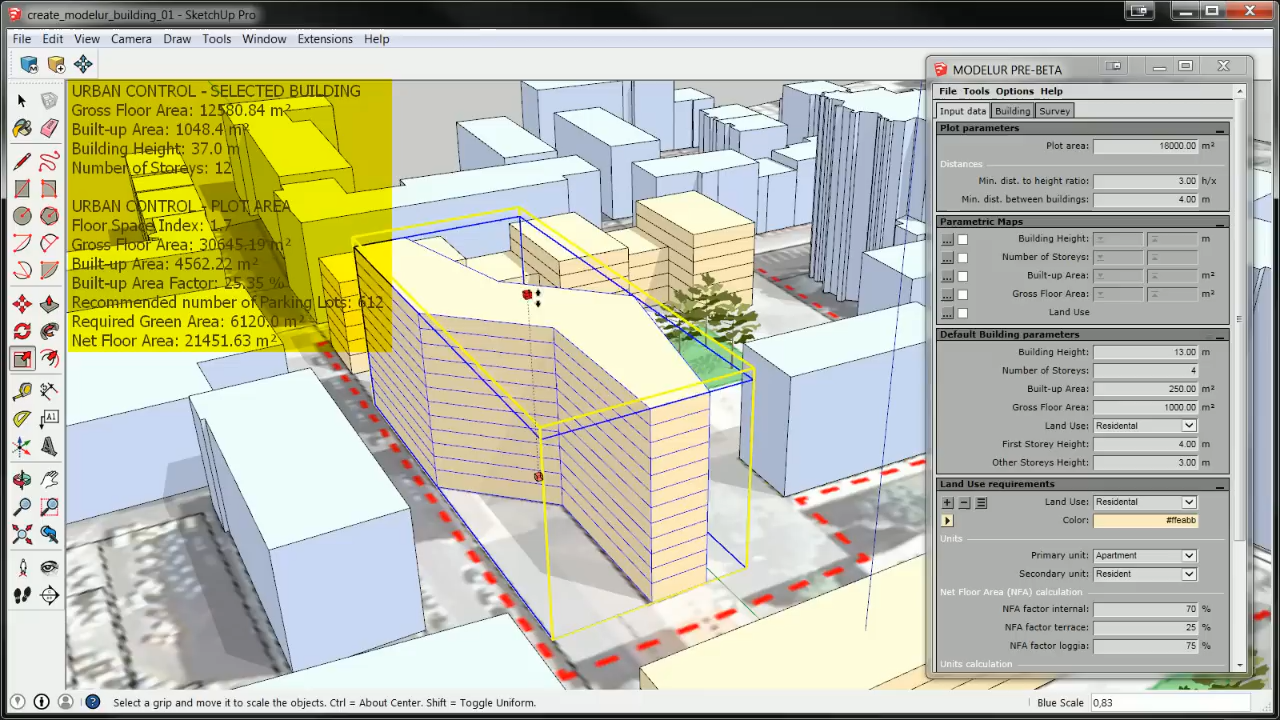 create_modelur_building_01 - SketchUp Pro
File Edit View Camera Draw Tools Window Extensions Help
URBAN CONTROL - SELECTED BUILDING
Gross Floor Area: 12580.84 m²
Built-up Area: 1048.4 m²
Building Height: 37.0 m
Number of Storeys: 12
URBAN CONTROL - PLOT AREA
Floor Space Index: 1.7
Gross Floor Area: 30645.19 m²
Built-up Area: 4562.22 m²
Built-up Area Factor: 25.35 %
Recommended number of Parking Lots: 612
Required Green Area: 6120.0 m²
Net Floor Area: 21451.63 m²
MODELUR PRE-BETA
File Tools Options Help
Input data Building Survey
Plot parameters
Plot area: 18000.00 m²
Distances
Min. dist to height ratio: 3.00 h/x
Min. dist between buildings: 4.00 m
Parametric Maps
... Building Height: m
... Number of Storeys:
... Built-up Area: m²
... Gross Floor Area: m²
... Land Use
Default Building parameters
Building Height: 13.00 m
Number of Storeys: 4
Built-up Area: 250.00 m²
Gross Floor Area: 1000.00 m²
Land Use: Residential
First Storey Height: 4.00 m
Other Storeys Height: 3.00 m
Land Use requirements
Land Use: Residential
Color: #ffeabb
Units
Primary unit: Apartment
Secondary unit: Resident
Net Floor Area (NFA) calculation
NFA factor internal: 70 %
NFA factor terrace: 25 %
NFA factor loggia: 75 %
Units calculation
Select a grip and move it to scale the objects. Ctrl = About Center. Shift = Toggle Uniform.
Blue Scale 0,83